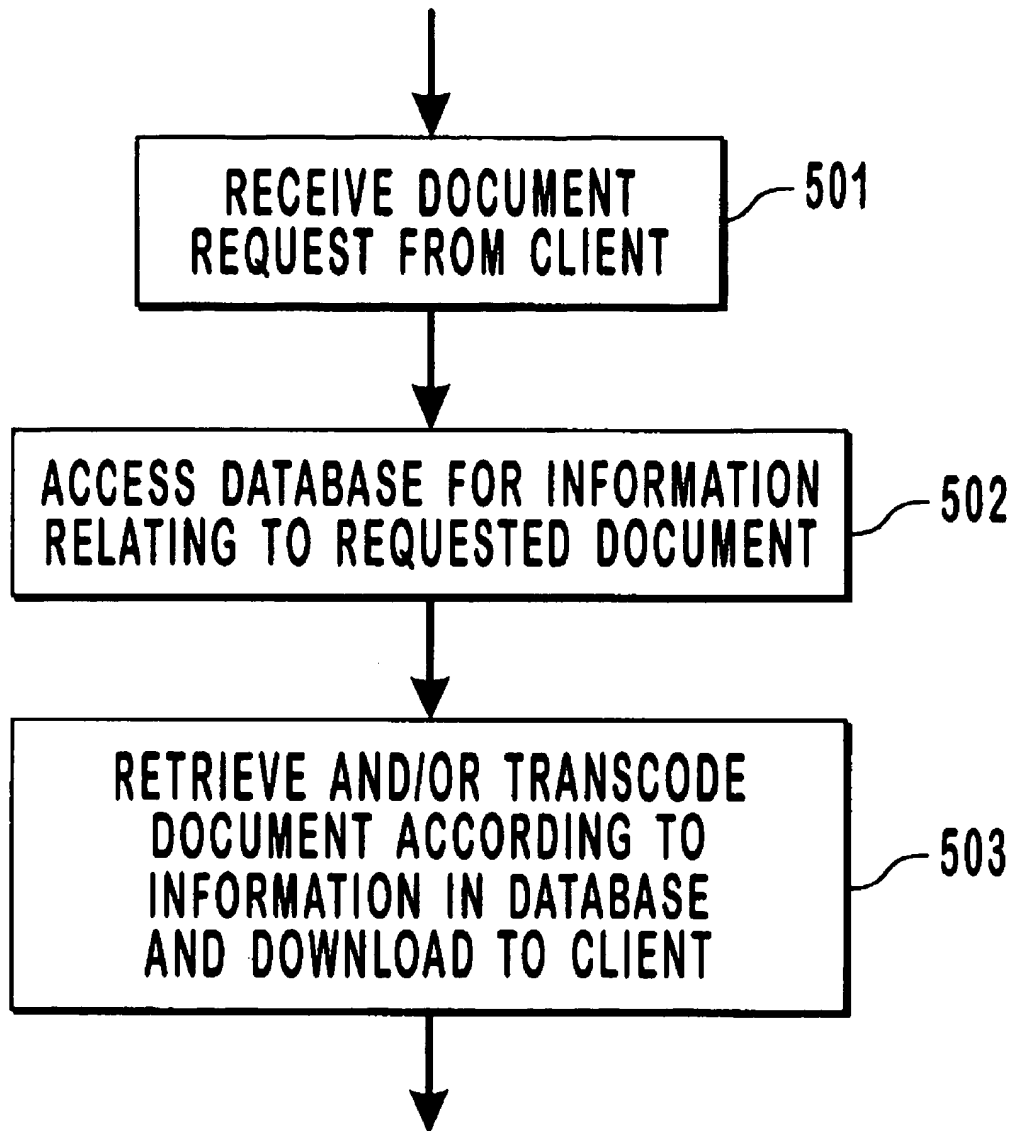 RECEIVE DOCUMENT
REQUEST FROM CLIENT
501
ACCESS DATABASE FOR INFORMATION
RELATING TO REQUESTED DOCUMENT
502
RETRIEVE AND/OR TRANSCODE
DOCUMENT ACCORDING TO
INFORMATION IN DATABASE
AND DOWNLOAD TO CLIENT
503